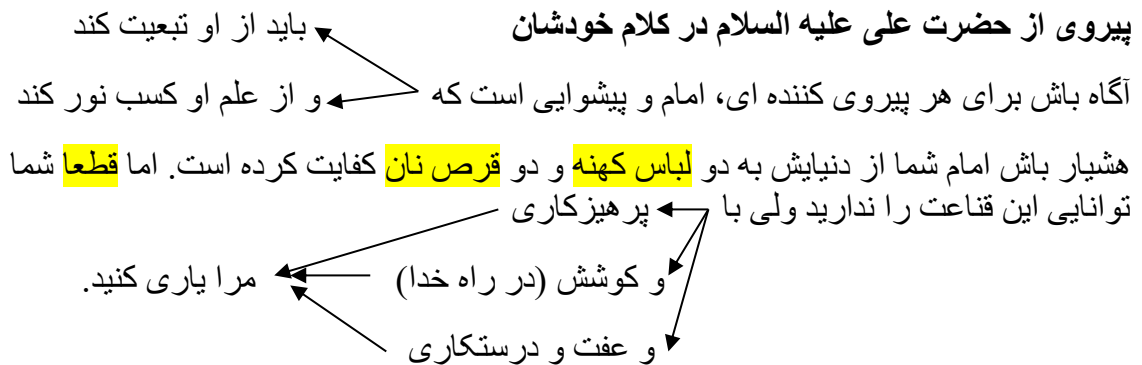 پیروی از حضرت علی علیه السلام در کلام خودشان
باید از او تبعیت کند
آگاه باش برای هر پیروی کننده ای، امام و پیشوایی است که
و از علم او کسب نور کند
هشیار باش امام شما از دنیایش به دو لباس کهنه و دو قرص نان کفایت کرده است. اما قطعا شما
توانایی این قناعت را ندارید ولی با
پرهیزکاری
و کوشش (در راه خدا)
مرا یاری کنید.
و عفت و درستکاری